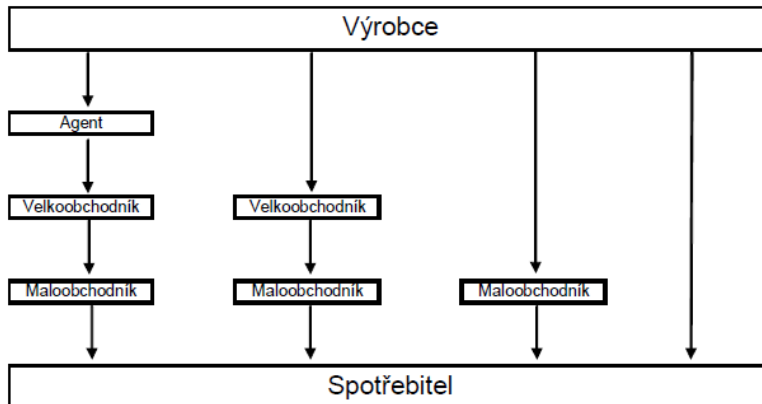 Výrobce
Agent
Velkoobchodník
Velkoobchodník
Maloobchodník
Maloobchodník
Maloobchodník
Spotřebitel